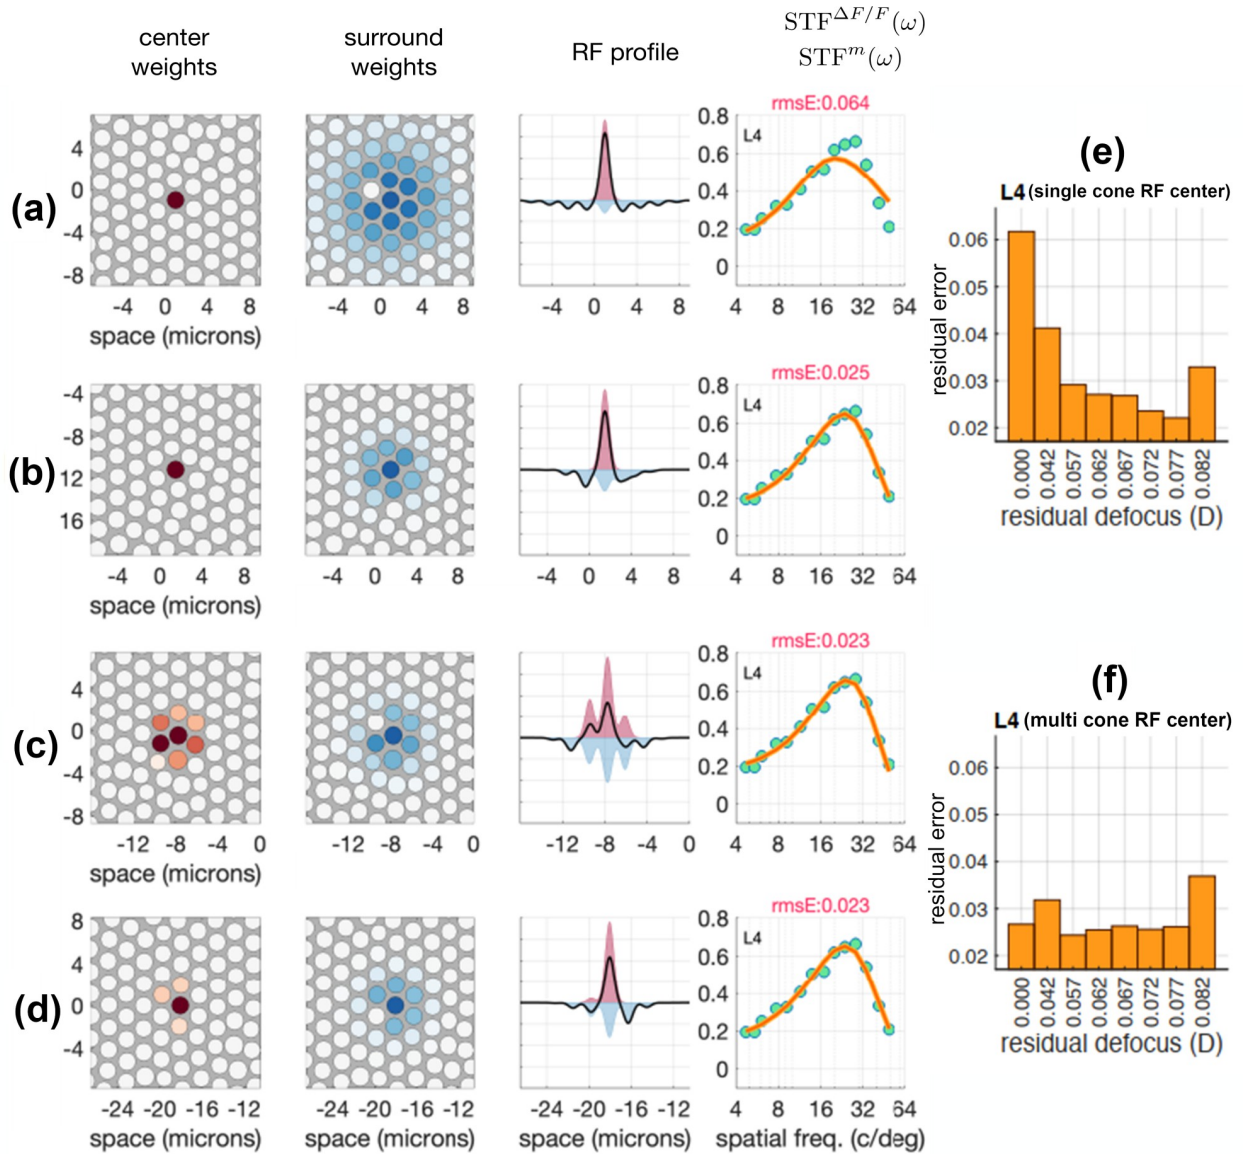 center
weights
surround
weights
RF profile
STF^{ΔF/F}(ω)
STF^m(ω)
(a)
4
0
-4
-8
-4 0 4 8
space (microns)
-4 0 4 8
-4 0 4 8
rmsE:0.064
L4
0.8
0.6
0.4
0.2
0
4 8 16 32 64
(b)
-4
-8
12
16
-4 0 4 8
space (microns)
-4 0 4 8
-4 0 4 8
rmsE:0.025
L4
0.8
0.6
0.4
0.2
0
4 8 16 32 64
(c)
4
0
-4
-8
-12 -8 -4 0
space (microns)
-12 -8 -4 0
-12 -8 -4 0
rmsE:0.023
L4
0.8
0.6
0.4
0.2
0
4 8 16 32 64
(d)
8
4
0
-4
-24 -20 -16 -12
space (microns)
-24 -20 -16 -12
space (microns)
-24 -20 -16 -12
space (microns)
rmsE:0.023
L4
0.8
0.6
0.4
0.2
0
4 8 16 32 64
spatial freq. (c/deg)
(e)
L4 (single cone RF center)
residual error
0.06
0.05
0.04
0.03
0.02
0.000 0.042 0.057 0.062 0.067 0.072 0.077 0.082
residual defocus (D)
(f)
L4 (multi cone RF center)
residual error
0.06
0.05
0.04
0.03
0.02
0.000 0.042 0.057 0.062 0.067 0.072 0.077 0.082
residual defocus (D)